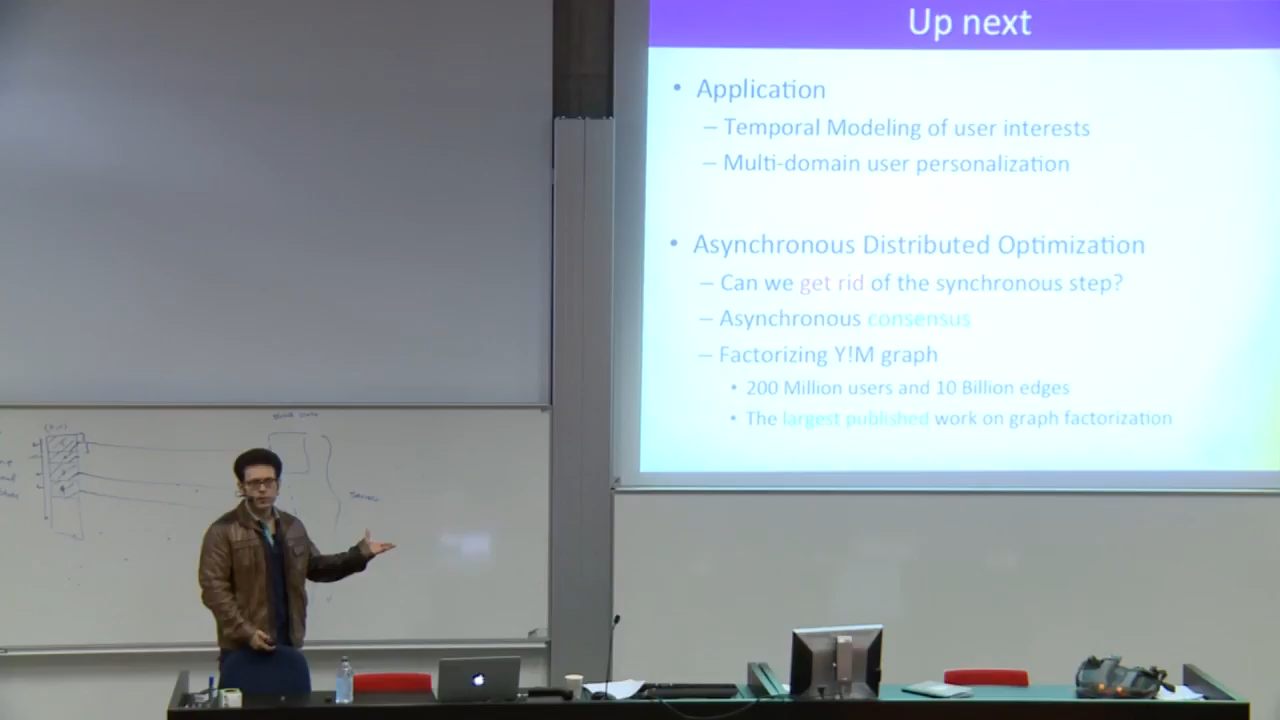 Up next
• Application
– Temporal Modeling of user interests
– Multi-domain user personalization
• Asynchronous Distributed Optimization
– Can we get rid of the synchronous step?
– Asynchronous consensus
– Factorizing Y!M graph
• 200 Million users and 10 Billion edges
• The largest published work on graph factorization